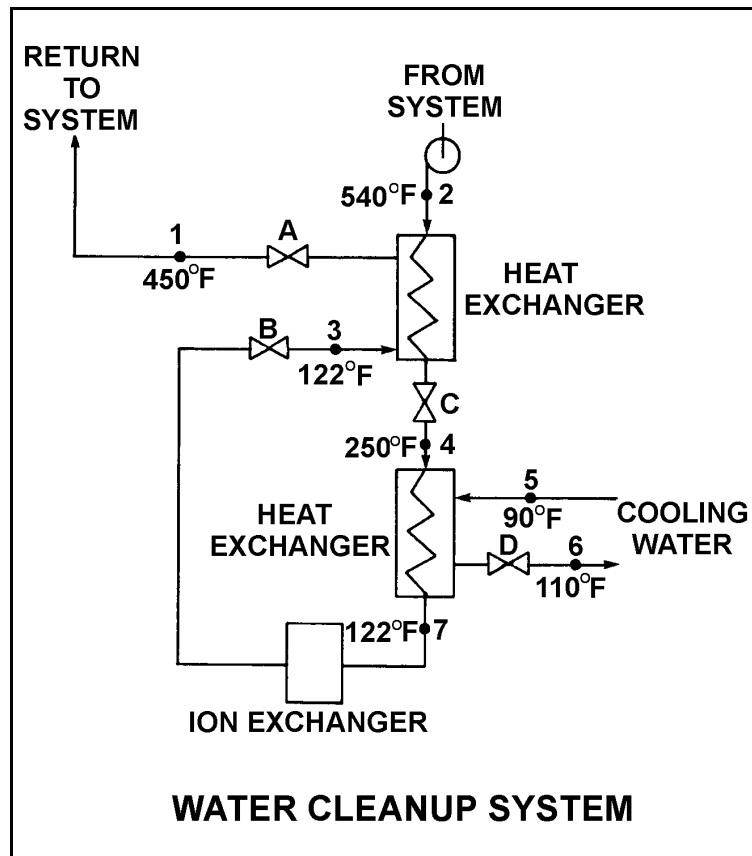 RETURN
TO
SYSTEM
FROM
SYSTEM
540°F 2
1
A
450°F
HEAT
EXCHANGER
B
3
122°F
C
250°F 4
HEAT
EXCHANGER
5
90°F
COOLING
WATER
D
6
110°F
122°F 7
ION EXCHANGER
WATER CLEANUP SYSTEM